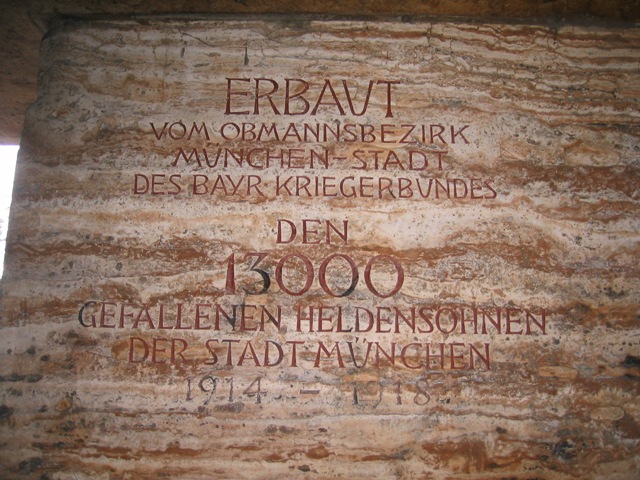 ERBAUT
VOM OBMANNSBEZIRK
MÜNCHEN-STADT
DES BAYR KRIEGERBUNDES
DEN
13000
GEFALLENEN HELDENSÖHNEN
DER STADT MÜNCHEN
1914 - 1918